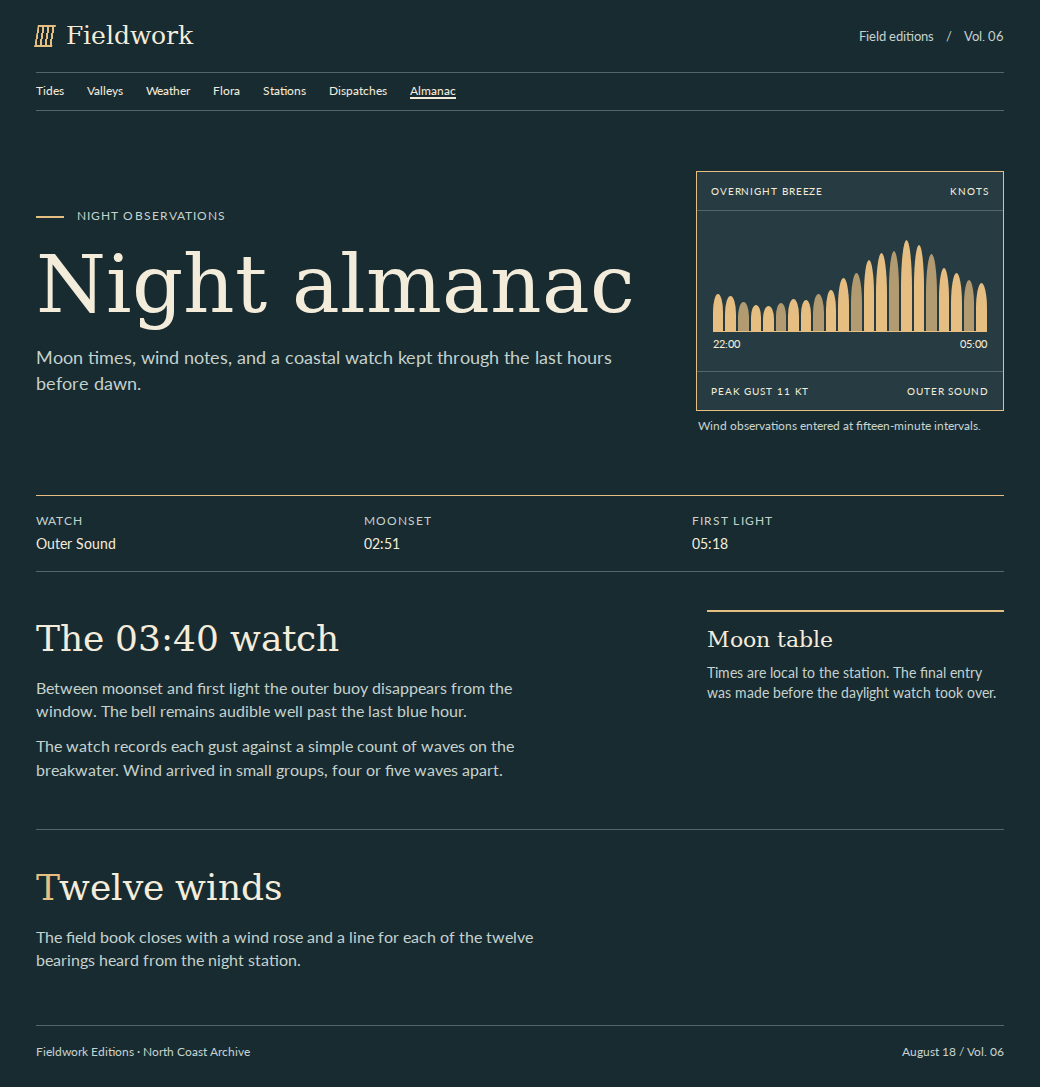 Fieldwork
Field editions / Vol. 06
Tides Valleys Weather Flora Stations Dispatches Almanac
NIGHT OBSERVATIONS
Night almanac
Moon times, wind notes, and a coastal watch kept through the last hours
before dawn.
OVERNIGHT BREEZE KNOTS
22:00 05:00
PEAK GUST 11 KT OUTER SOUND
Wind observations entered at fifteen-minute intervals.
WATCH
Outer Sound
MOONSET
02:51
FIRST LIGHT
05:18
The 03:40 watch
Between moonset and first light the outer buoy disappears from the
window. The bell remains audible well past the last blue hour.
The watch records each gust against a simple count of waves on the
breakwater. Wind arrived in small groups, four or five waves apart.
Moon table
Times are local to the station. The final entry
was made before the daylight watch took over.
Twelve winds
The field book closes with a wind rose and a line for each of the twelve
bearings heard from the night station.
Fieldwork Editions · North Coast Archive
August 18 / Vol. 06